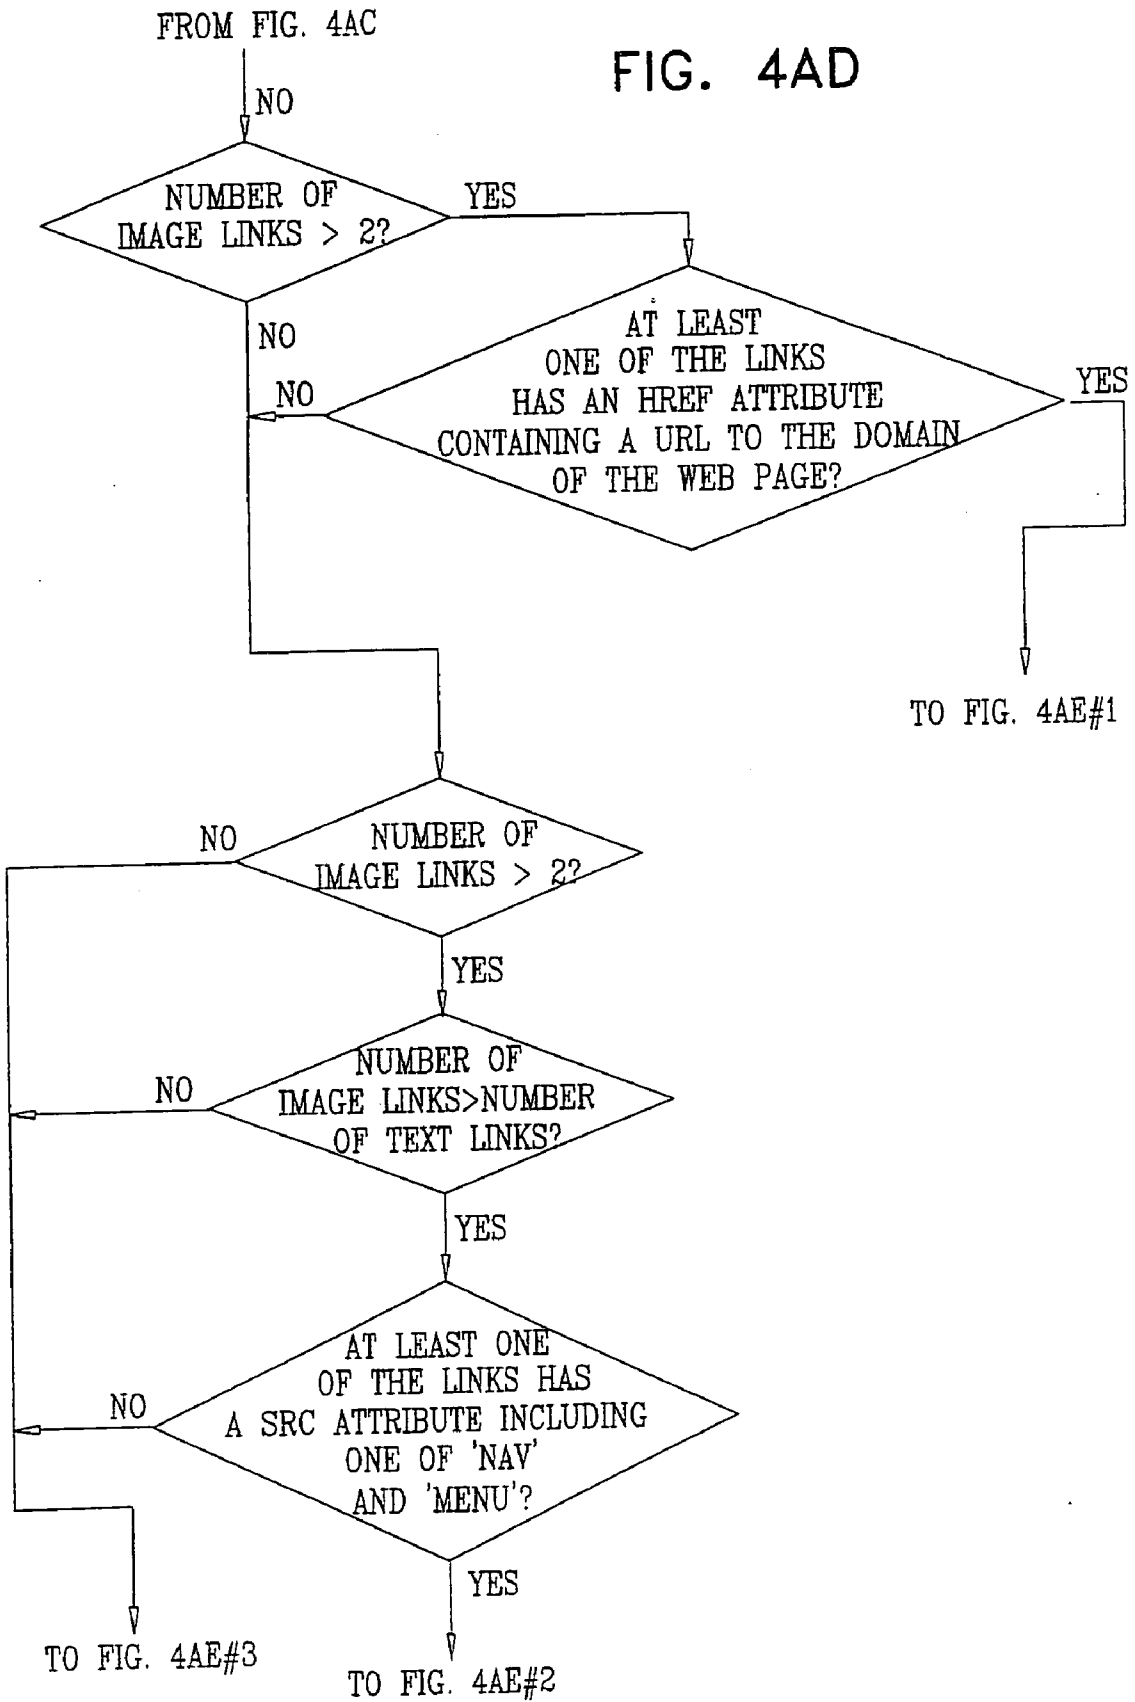 FROM FIG. 4AC
FIG. 4AD
NO
NUMBER OF
IMAGE LINKS > 2?
YES
NO
AT LEAST
ONE OF THE LINKS
HAS AN HREF ATTRIBUTE
CONTAINING A URL TO THE DOMAIN
OF THE WEB PAGE?
NO
YES
TO FIG. 4AE#1
NUMBER OF
IMAGE LINKS > 2?
NO
YES
NUMBER OF
IMAGE LINKS>NUMBER
OF TEXT LINKS?
NO
YES
AT LEAST ONE
OF THE LINKS HAS
A SRC ATTRIBUTE INCLUDING
ONE OF 'NAV'
AND 'MENU'?
NO
YES
TO FIG. 4AE#3
TO FIG. 4AE#2